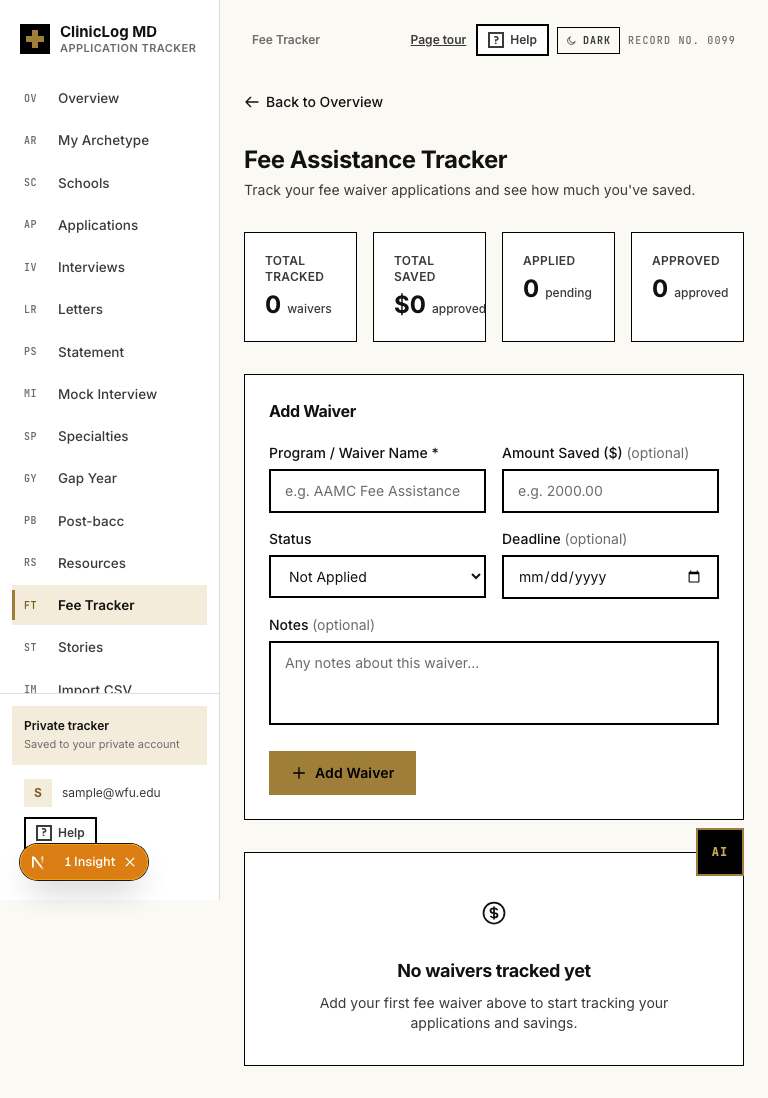 ClinicLog MD
APPLICATION TRACKER
OV Overview
AR My Archetype
SC Schools
AP Applications
IV Interviews
LR Letters
PS Statement
MI Mock Interview
SP Specialties
GY Gap Year
PB Post-bacc
RS Resources
FT Fee Tracker
ST Stories
IM Import CSV
Private tracker
Saved to your private account
S sample@wfu.edu
? Help
N 1 Insight
Fee Tracker
Page tour
? Help
DARK
RECORD NO. 0099
Back to Overview
Fee Assistance Tracker
Track your fee waiver applications and see how much you've saved.
TOTAL
TRACKED
0 waivers
TOTAL
SAVED
$0 approved
APPLIED
0 pending
APPROVED
0 approved
Add Waiver
Program / Waiver Name *
e.g. AAMC Fee Assistance
Amount Saved ($) (optional)
e.g. 2000.00
Status
Not Applied
Deadline (optional)
mm/dd/yyyy
Notes (optional)
Any notes about this waiver...
+ Add Waiver
AI
$
No waivers tracked yet
Add your first fee waiver above to start tracking your
applications and savings.